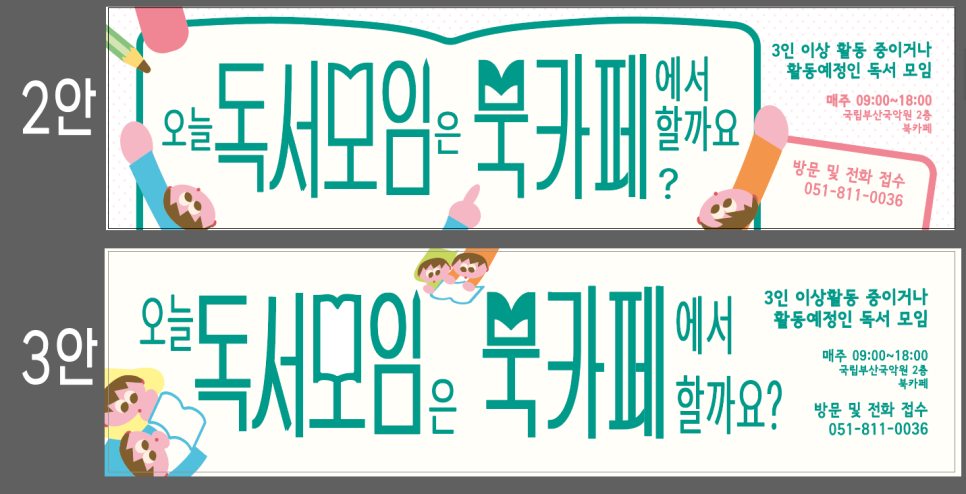 2안
오늘 독서모임은 북카페에서
할까요
?
3인 이상 활동 중이거나
활동예정인 독서 모임
매주 09:00~18:00
국립부산국악원 2층
북카페
방문 및 전화 접수
051-811-0036
3안
오늘 독서모임은 북카페에서
할까요?
3인 이상활동 중이거나
활동예정인 독서 모임
매주 09:00~18:00
국립부산국악원 2층
북카페
방문 및 전화 접수
051-811-0036